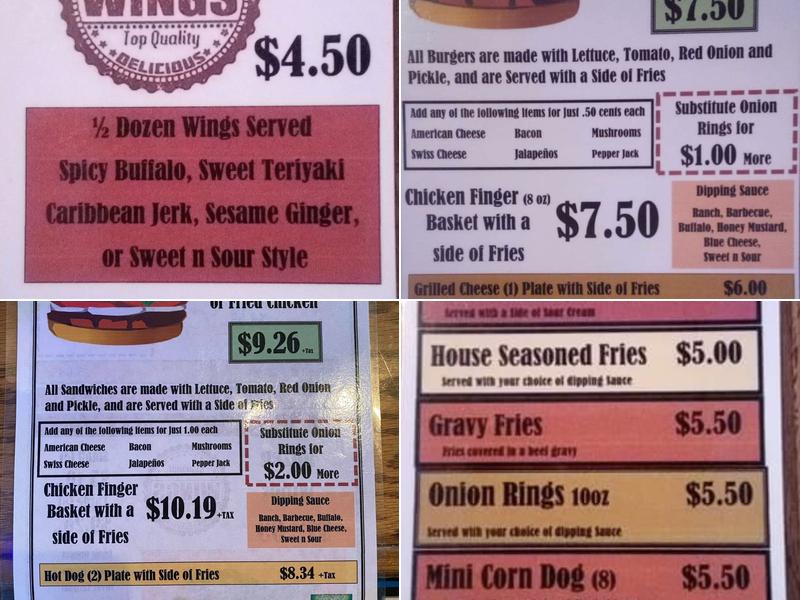 WINGS
Top Quality
DELICIOUS
$4.50
½ Dozen Wings Served
Spicy Buffalo, Sweet Teriyaki
Caribbean Jerk, Sesame Ginger,
or Sweet n Sour Style
$7.50
All Burgers are made with Lettuce, Tomato, Red Onion and
Pickle, and are Served with a Side of Fries
Add any of the following items for just .50 cents each
American Cheese Bacon Mushrooms
Swiss Cheese Jalapeños Pepper Jack
Substitute Onion
Rings for
$1.00 More
Chicken Finger (8 oz)
Basket with a
side of Fries
$7.50
Dipping Sauce
Ranch, Barbecue,
Buffalo, Honey Mustard,
Blue Cheese,
Sweet n Sour
Grilled Cheese (1) Plate with Side of Fries $6.00
or Fried Chicken
$9.26 +Tax
All Sandwiches are made with Lettuce, Tomato, Red Onion
and Pickle, and are Served with a Side of Fries
Add any of the following items for Just 1.00 each
American Cheese Bacon Mushrooms
Swiss Cheese Jalapeños Pepper Jack
Substitute Onion
Rings for
$2.00 More
Chicken Finger
Basket with a
side of Fries
$10.19 +TAX
Dipping Sauce
Ranch, Barbecue, Buffalo,
Honey Mustard, Blue Cheese,
Sweet n Sour
Hot Dog (2) Plate with Side of Fries $8.34 +Tax
Served with a Side of Sour Cream
House Seasoned Fries $5.00
Served with your choice of dipping Sauce
Gravy Fries $5.50
Fries covered in a beef gravy
Onion Rings 10oz $5.50
Served with your choice of dipping Sauce
Mini Corn Dog (8) $5.50